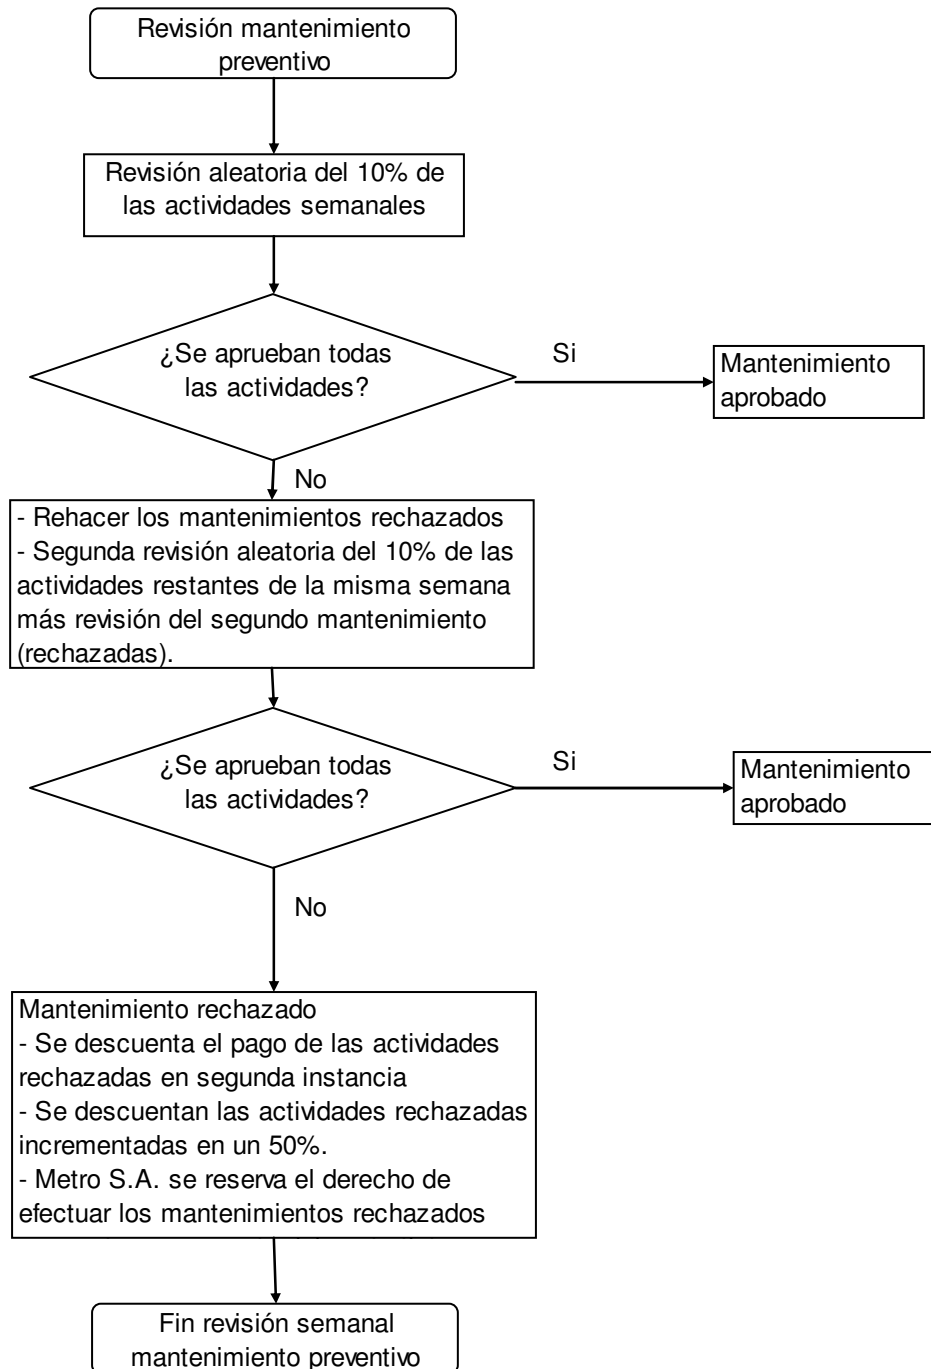 Revisión mantenimiento
preventivo
Revisión aleatoria del 10% de
las actividades semanales
¿Se aprueban todas
las actividades?
Si
Mantenimiento
aprobado
No
- Rehacer los mantenimientos rechazados
- Segunda revisión aleatoria del 10% de las
actividades restantes de la misma semana
más revisión del segundo mantenimiento
(rechazadas).
¿Se aprueban todas
las actividades?
Si
Mantenimiento
aprobado
No
Mantenimiento rechazado
- Se descuenta el pago de las actividades
rechazadas en segunda instancia
- Se descuentan las actividades rechazadas
incrementadas en un 50%.
- Metro S.A. se reserva el derecho de
efectuar los mantenimientos rechazados
Fin revisión semanal
mantenimiento preventivo